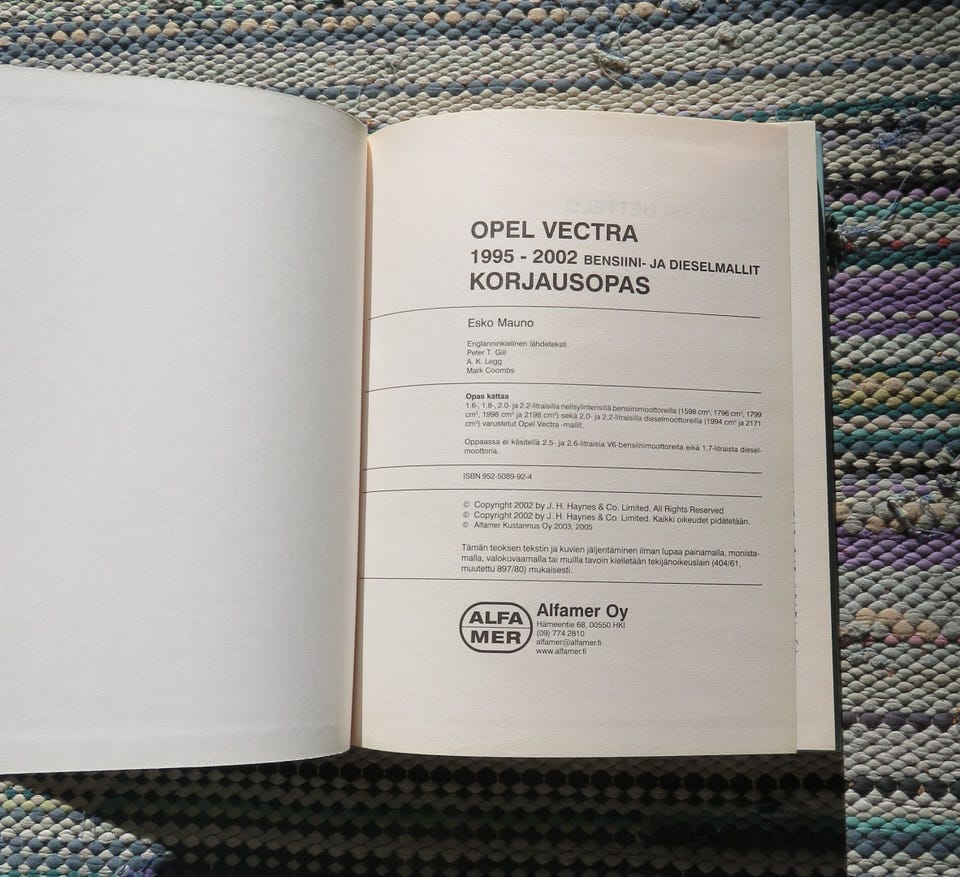 OPEL VECTRA
1995 - 2002 BENSIINI- JA DIESELMALLIT
KORJAUSOPAS
Esko Mauno
Englanninkielinen lähdeteksti
Peter T. Gill
A. K. Legg
Mark Coombs
Opas kattaa
1.6-, 1.8-, 2.0- ja 2.2-litraisilla nelisylinterisillä bensiinimoottoreilla (1598 cm³, 1796 cm³, 1799
cm³, 1998 cm³ ja 2198 cm³) sekä 2.0- ja 2.2-litraisilla dieselmoottoreilla (1994 cm³ ja 2171
cm³) varustetut Opel Vectra -mallit.
Oppaassa ei käsitellä 2.5- ja 2.6-litraisia V6-bensiinimoottoreita eikä 1.7-litraista diesel-
moottoria.
ISBN 952-5089-92-4
© Copyright 2002 by J. H. Haynes & Co. Limited. All Rights Reserved
© Copyright 2002 by J. H. Haynes & Co. Limited. Kaikki oikeudet pidätetään.
© Alfamer Kustannus Oy 2003, 2005
Tämän teoksen tekstin ja kuvien jäljentäminen ilman lupaa painamalla, monista-
malla, valokuvaamalla tai muilla tavoin kielletään tekijänoikeuslain (404/61,
muutettu 897/80) mukaisesti.
ALFA
MER
Alfamer Oy
Hämeentie 68, 00550 HKI
(09) 774 2810
alfamer@alfamer.fi
www.alfamer.fi